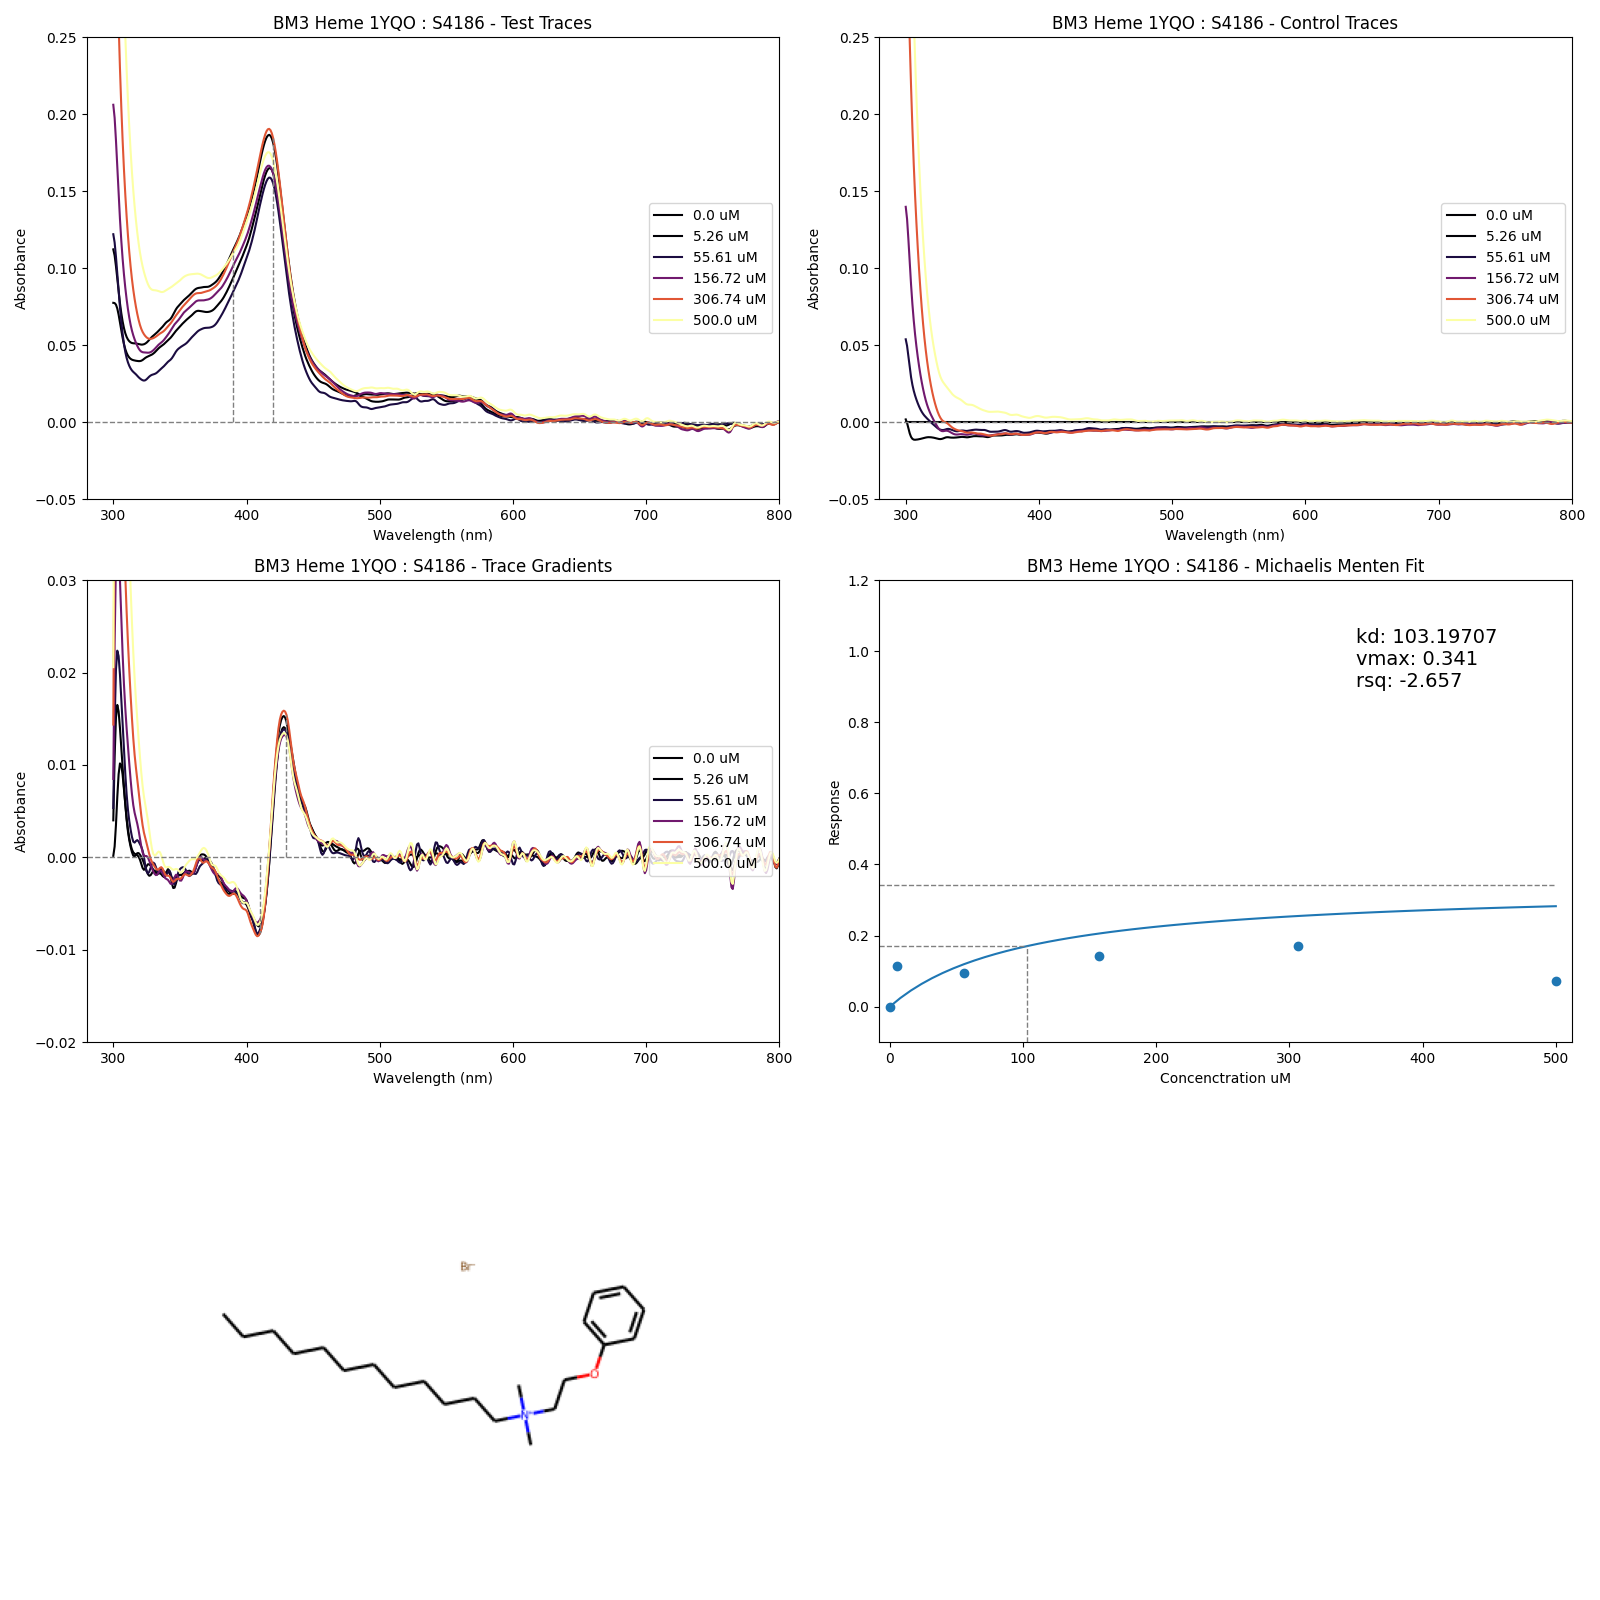 BM3 Heme 1YQO : S4186 - Test Traces
0.25
0.20
0.15
0.10
0.05
0.00
−0.05
Absorbance
300
400
500
600
700
800
Wavelength (nm)
0.0 uM
5.26 uM
55.61 uM
156.72 uM
306.74 uM
500.0 uM
BM3 Heme 1YQO : S4186 - Control Traces
0.25
0.20
0.15
0.10
0.05
0.00
−0.05
Absorbance
300
400
500
600
700
800
Wavelength (nm)
0.0 uM
5.26 uM
55.61 uM
156.72 uM
306.74 uM
500.0 uM
BM3 Heme 1YQO : S4186 - Trace Gradients
0.03
0.02
0.01
0.00
−0.01
−0.02
Absorbance
300
400
500
600
700
800
Wavelength (nm)
0.0 uM
5.26 uM
55.61 uM
156.72 uM
306.74 uM
500.0 uM
BM3 Heme 1YQO : S4186 - Michaelis Menten Fit
1.2
1.0
0.8
0.6
0.4
0.2
0.0
Response
0
100
200
300
400
500
Concenctration uM
kd: 103.19707
vmax: 0.341
rsq: -2.657
Br−
O
N+